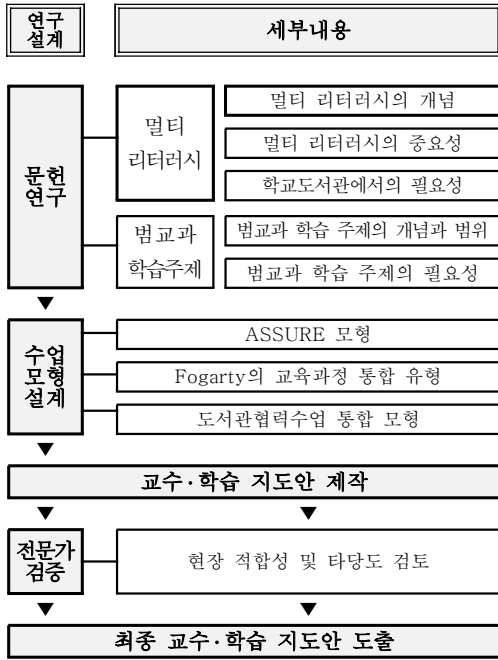 연구
설계
세부내용
문헌
연구
멀티
리터러시
멀티 리터러시의 개념
멀티 리터러시의 중요성
학교도서관에서의 필요성
범교과
학습주제
범교과 학습 주제의 개념과 범위
범교과 학습 주제의 필요성
▼
수업
모형
설계
ASSURE 모형
Fogarty의 교육과정 통합 유형
도서관협력수업 통합 모형
▼
교수·학습 지도안 제작
▼ ▼
전문가
검증
현장 적합성 및 타당도 검토
▼ ▼
최종 교수·학습 지도안 도출